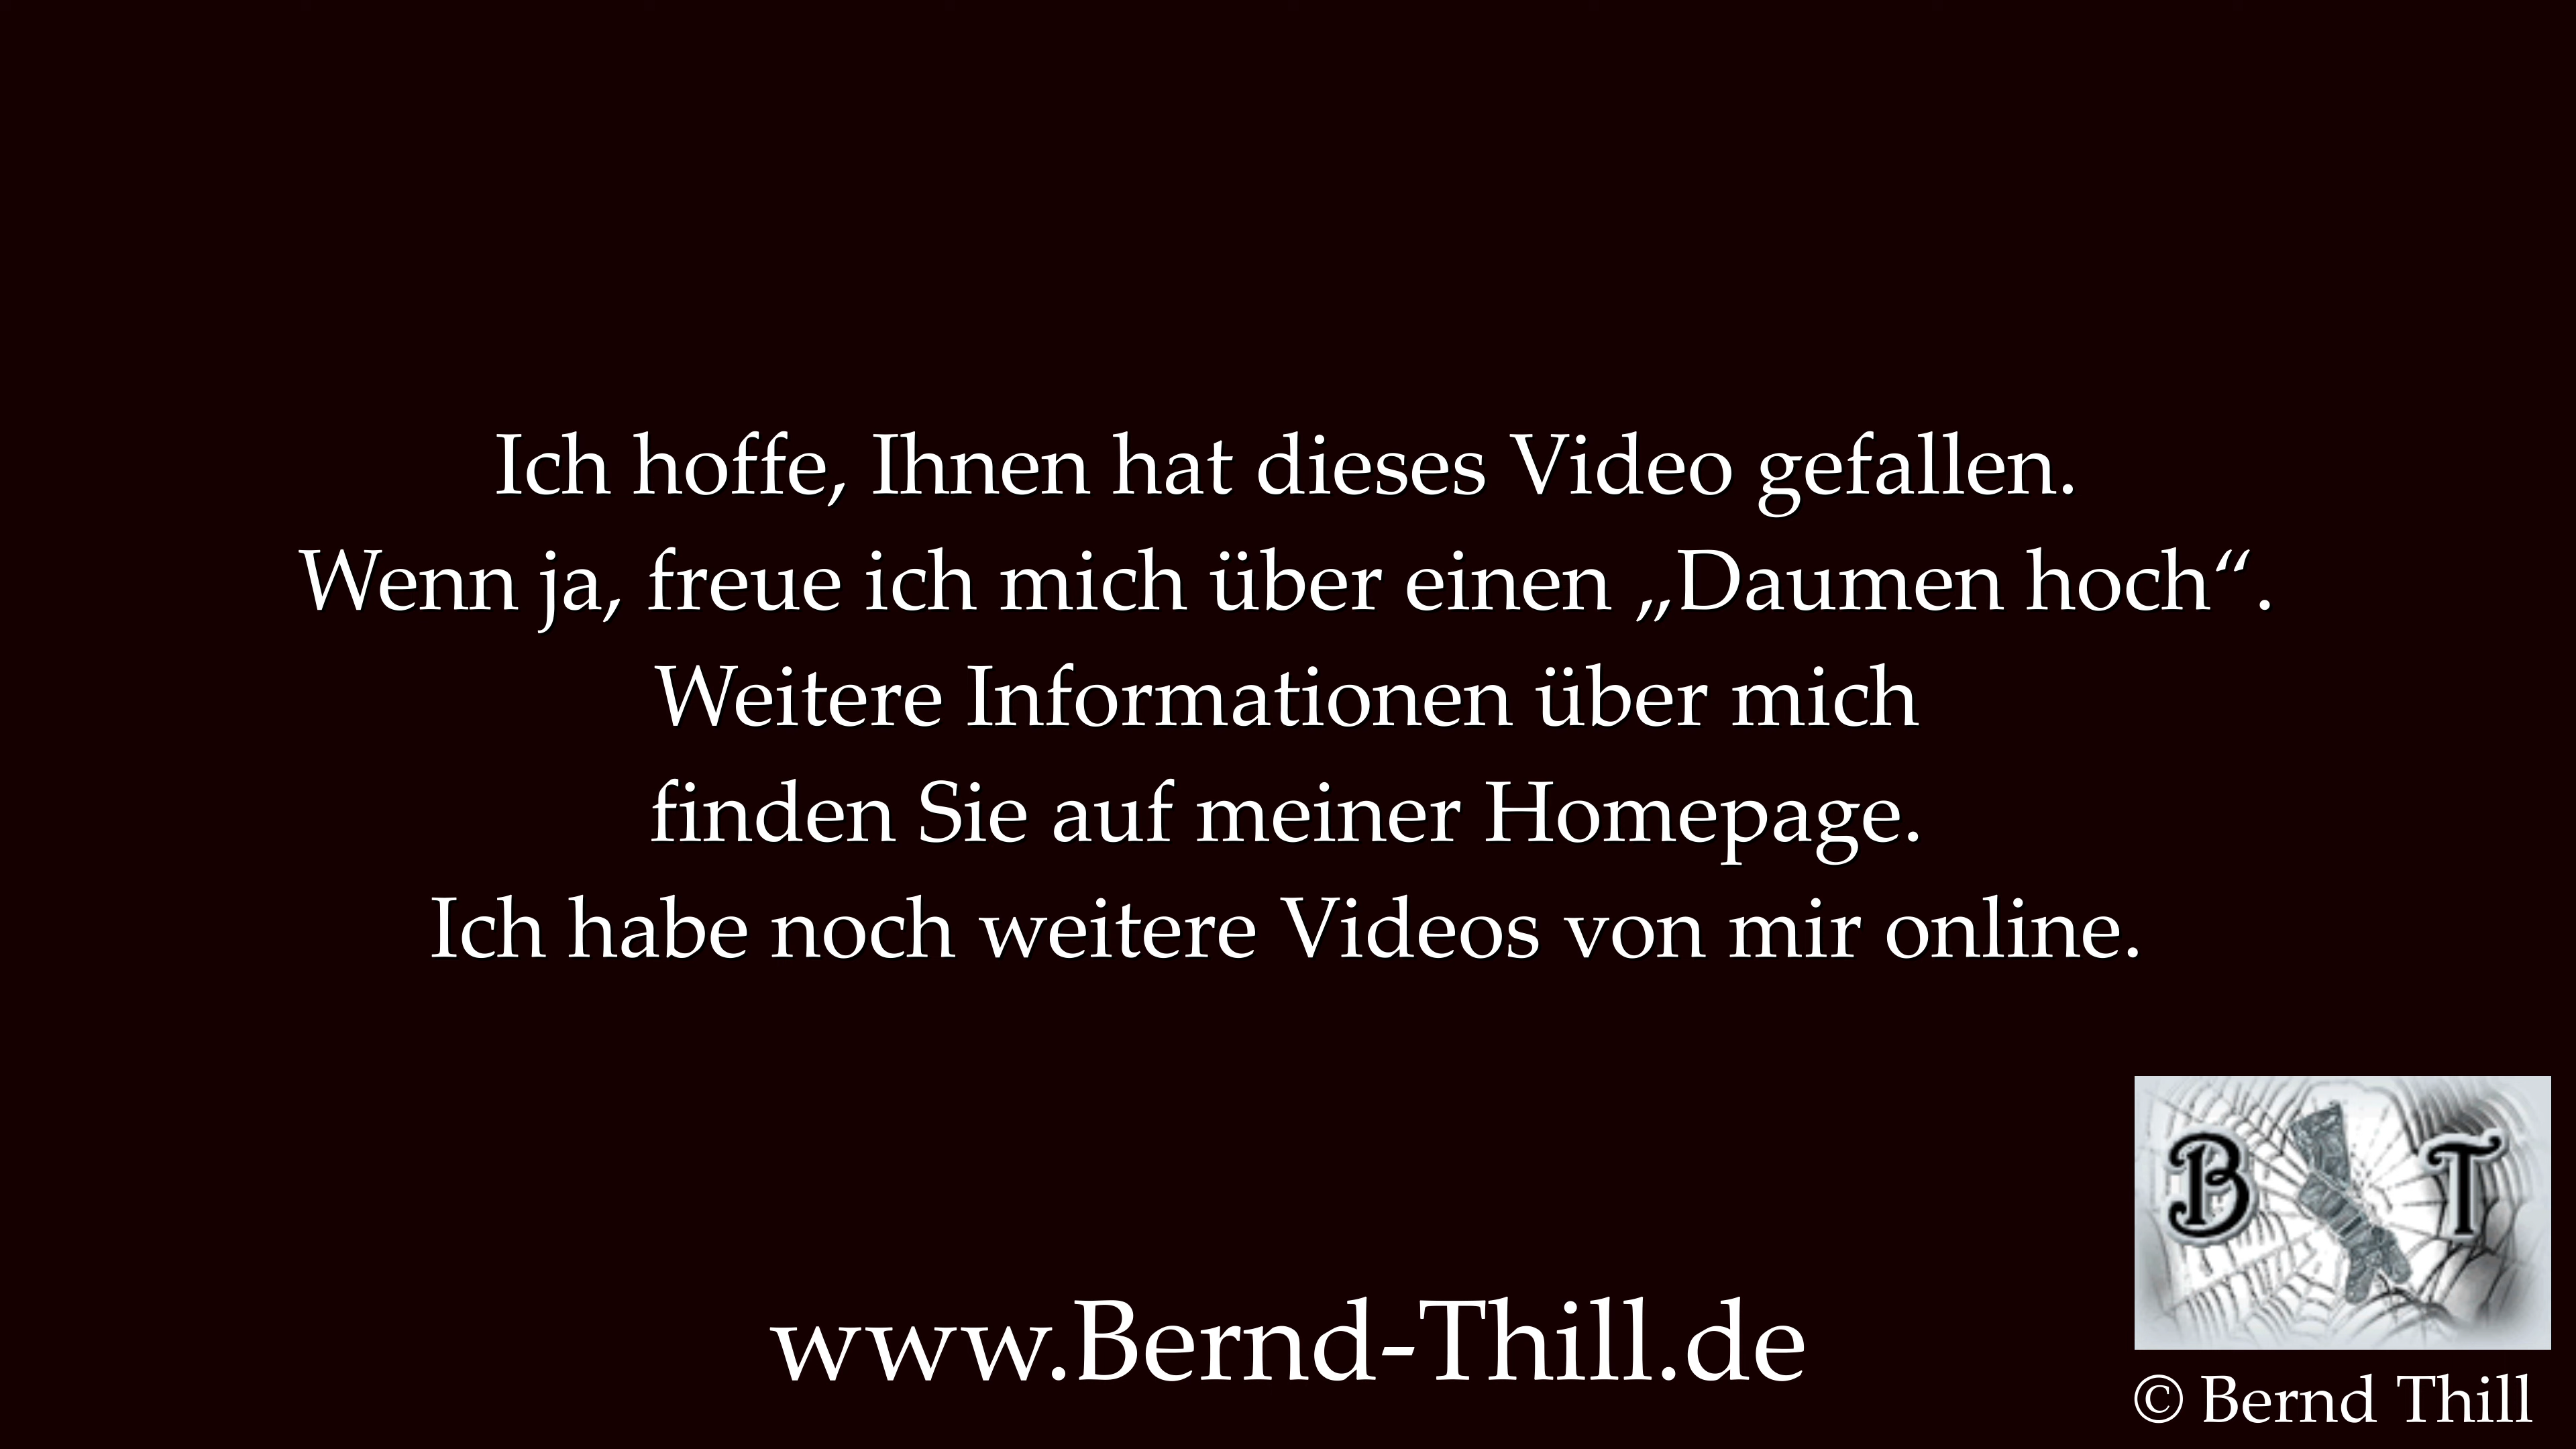 Ich hoffe, Ihnen hat dieses Video gefallen.
Wenn ja, freue ich mich über einen „Daumen hoch“.
Weitere Informationen über mich
finden Sie auf meiner Homepage.
Ich habe noch weitere Videos von mir online.
B T
www.Bernd-Thill.de
© Bernd Thill